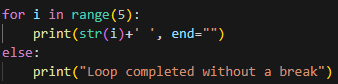 for i in range(5):
    print(str(i)+' ', end="")
else:
    print("Loop completed without a break")